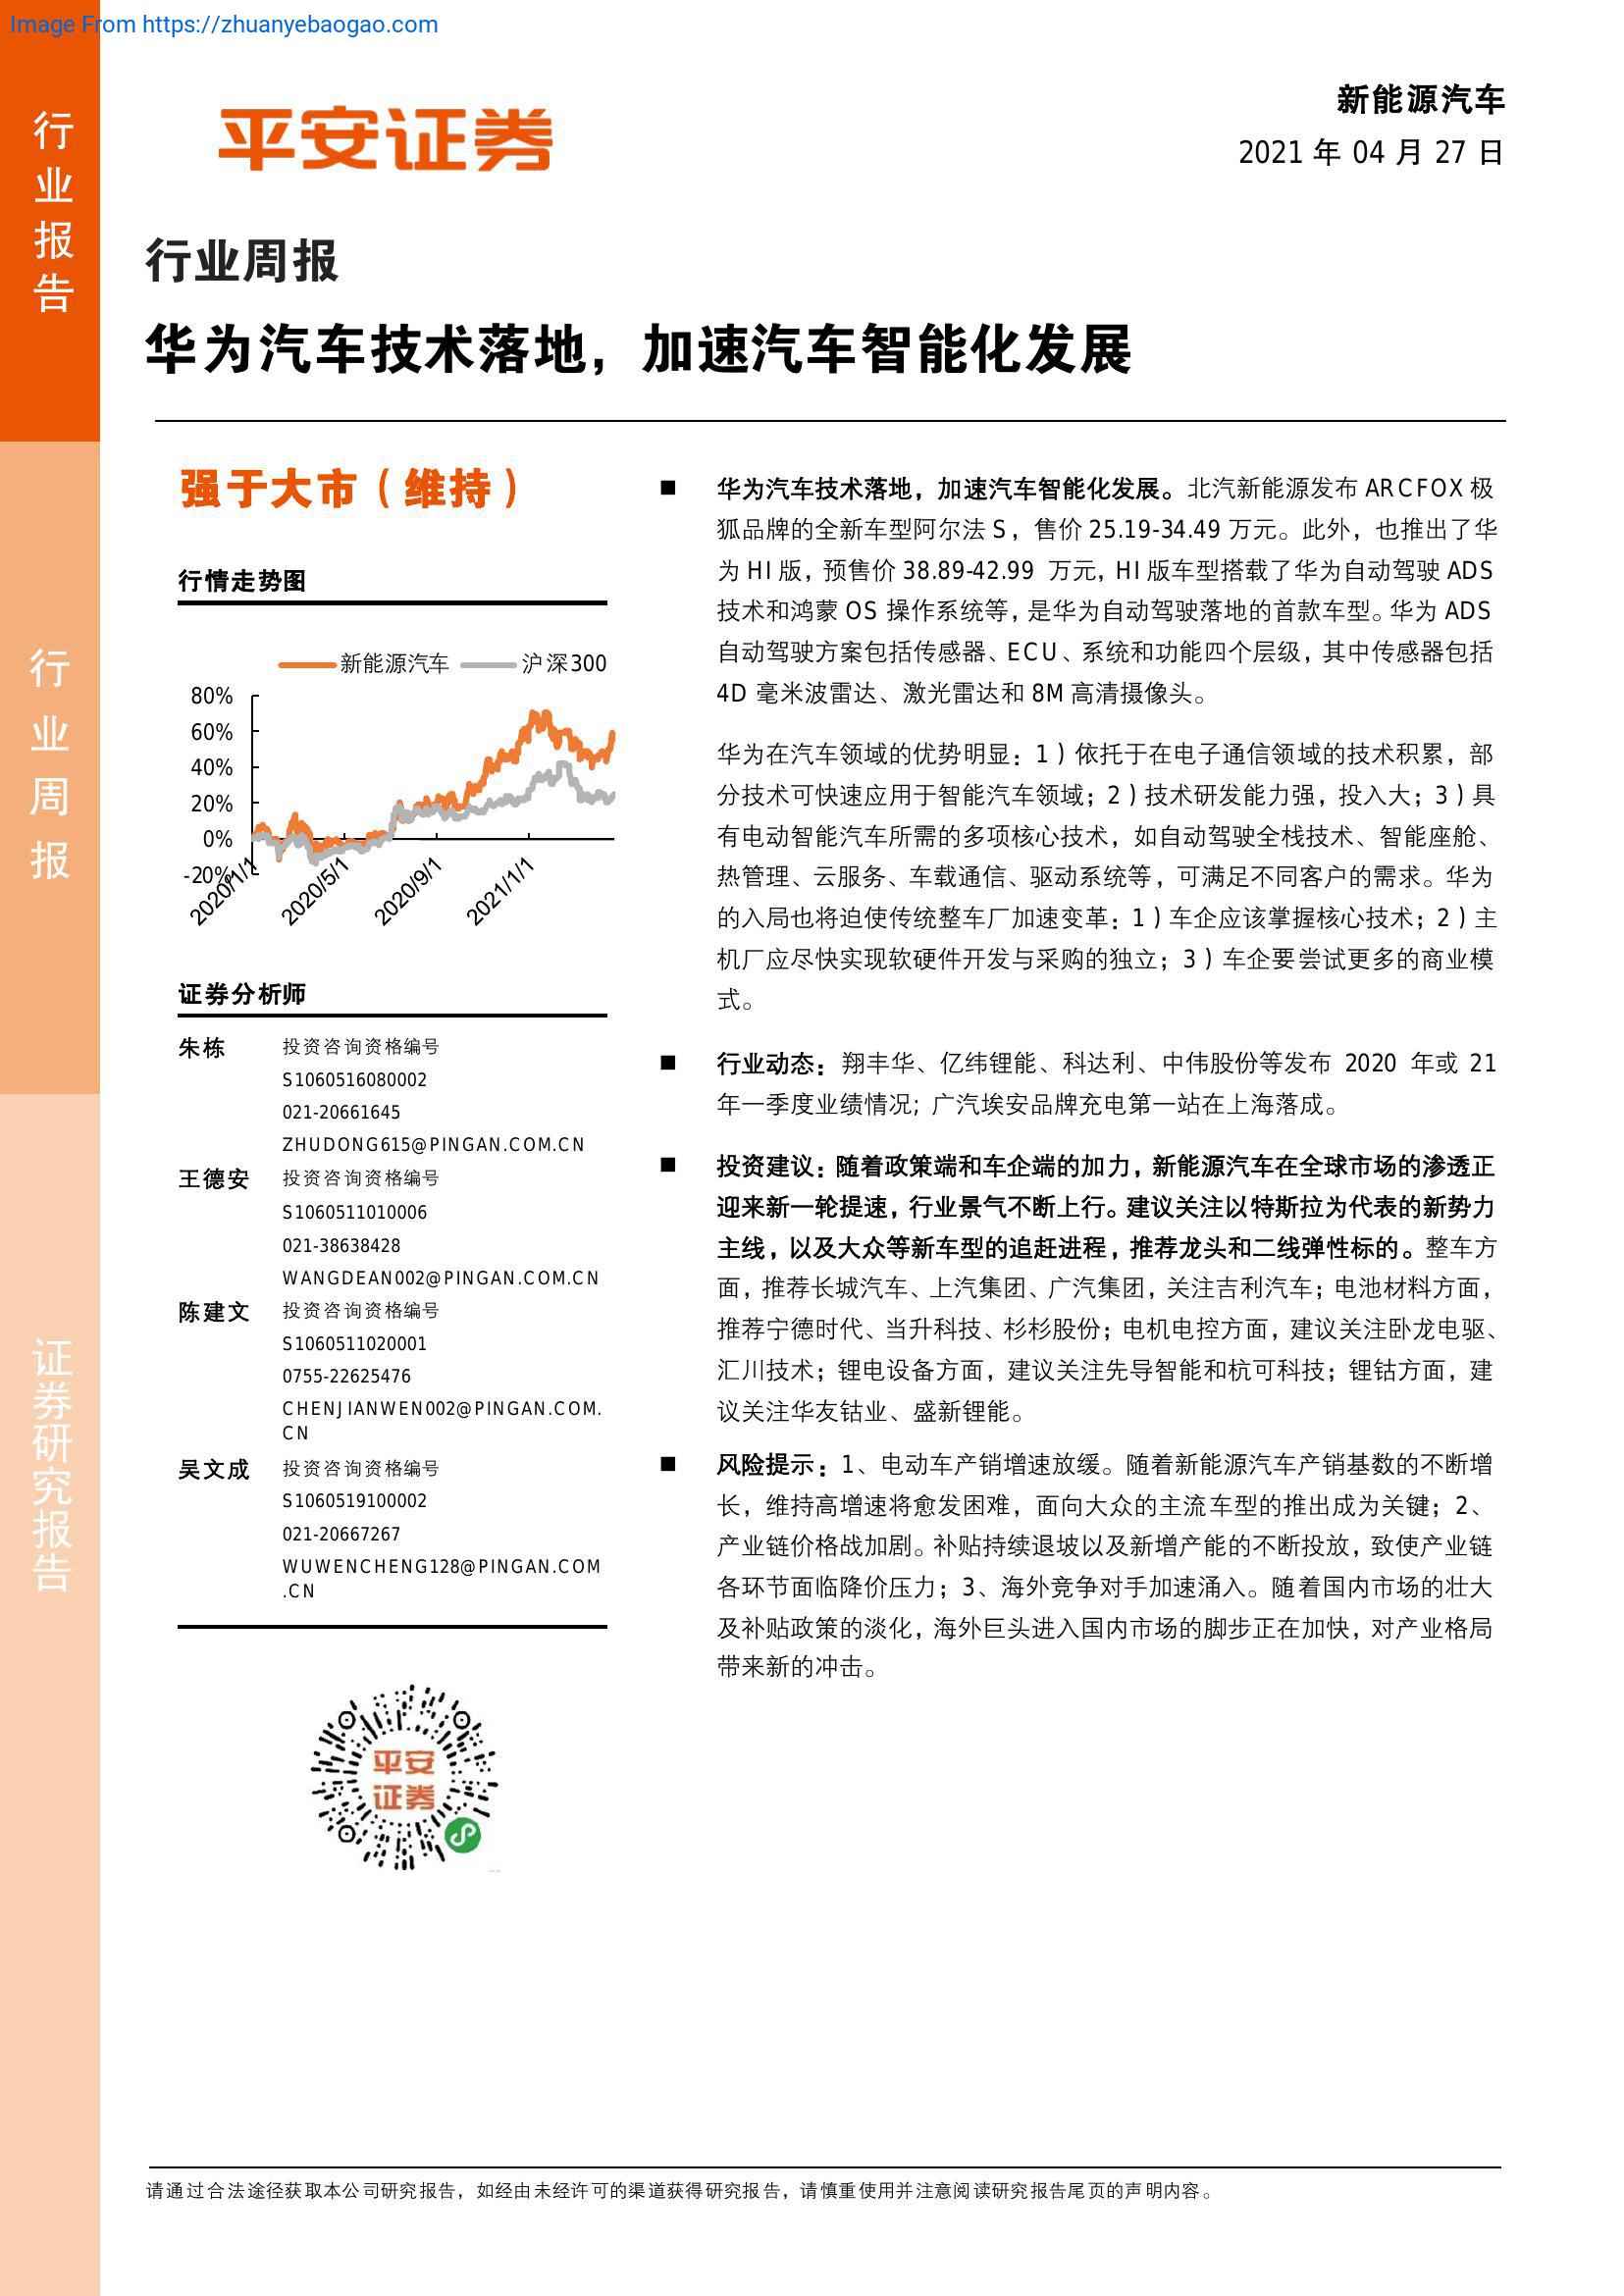 Image From https://zhuanyebaogao.com
行业报告
行业周报
证券研究报告
平安证券
新能源汽车
2021 年 04 月 27 日
行业周报
华为汽车技术落地，加速汽车智能化发展
强于大市（维持）
行情走势图
新能源汽车 沪深300
80%
60%
40%
20%
0%
-20%
2020/1/1 2020/5/1 2020/9/1 2021/1/1
证券分析师
朱栋 投资咨询资格编号
S1060516080002
021-20661645
ZHUDONG615@PINGAN.COM.CN
王德安 投资咨询资格编号
S1060511010006
021-38638428
WANGDEAN002@PINGAN.COM.CN
陈建文 投资咨询资格编号
S1060511020001
0755-22625476
CHENJIANWEN002@PINGAN.COM.
CN
吴文成 投资咨询资格编号
S1060519100002
021-20667267
WUWENCHENG128@PINGAN.COM
.CN
平安
证券
■ 华为汽车技术落地，加速汽车智能化发展。北汽新能源发布 ARCFOX 极
狐品牌的全新车型阿尔法 S，售价 25.19-34.49 万元。此外，也推出了华
为 HI 版，预售价 38.89-42.99 万元，HI 版车型搭载了华为自动驾驶 ADS
技术和鸿蒙 OS 操作系统等，是华为自动驾驶落地的首款车型。华为 ADS
自动驾驶方案包括传感器、ECU、系统和功能四个层级，其中传感器包括
4D 毫米波雷达、激光雷达和 8M 高清摄像头。
华为在汽车领域的优势明显：1）依托于在电子通信领域的技术积累，部
分技术可快速应用于智能汽车领域；2）技术研发能力强，投入大；3）具
有电动智能汽车所需的多项核心技术，如自动驾驶全栈技术、智能座舱、
热管理、云服务、车载通信、驱动系统等，可满足不同客户的需求。华为
的入局也将迫使传统整车厂加速变革：1）车企应该掌握核心技术；2）主
机厂应尽快实现软硬件开发与采购的独立；3）车企要尝试更多的商业模
式。
■ 行业动态：翔丰华、亿纬锂能、科达利、中伟股份等发布 2020 年或 21
年一季度业绩情况；广汽埃安品牌充电第一站在上海落成。
■ 投资建议：随着政策端和车企端的加力，新能源汽车在全球市场的渗透正
迎来新一轮提速，行业景气不断上行。建议关注以特斯拉为代表的新势力
主线，以及大众等新车型的追赶进程，推荐龙头和二线弹性标的。整车方
面，推荐长城汽车、上汽集团、广汽集团，关注吉利汽车；电池材料方面，
推荐宁德时代、当升科技、杉杉股份；电机电控方面，建议关注卧龙电驱、
汇川技术；锂电设备方面，建议关注先导智能和杭可科技；锂钴方面，建
议关注华友钴业、盛新锂能。
■ 风险提示：1、电动车产销增速放缓。随着新能源汽车产销基数的不断增
长，维持高增速将愈发困难，面向大众的主流车型的推出成为关键；2、
产业链价格战加剧。补贴持续退坡以及新增产能的不断投放，致使产业链
各环节面临降价压力；3、海外竞争对手加速涌入。随着国内市场的壮大
及补贴政策的淡化，海外巨头进入国内市场的脚步正在加快，对产业格局
带来新的冲击。
请通过合法途径获取本公司研究报告，如经由未经许可的渠道获得研究报告，请慎重使用并注意阅读研究报告尾页的声明内容。